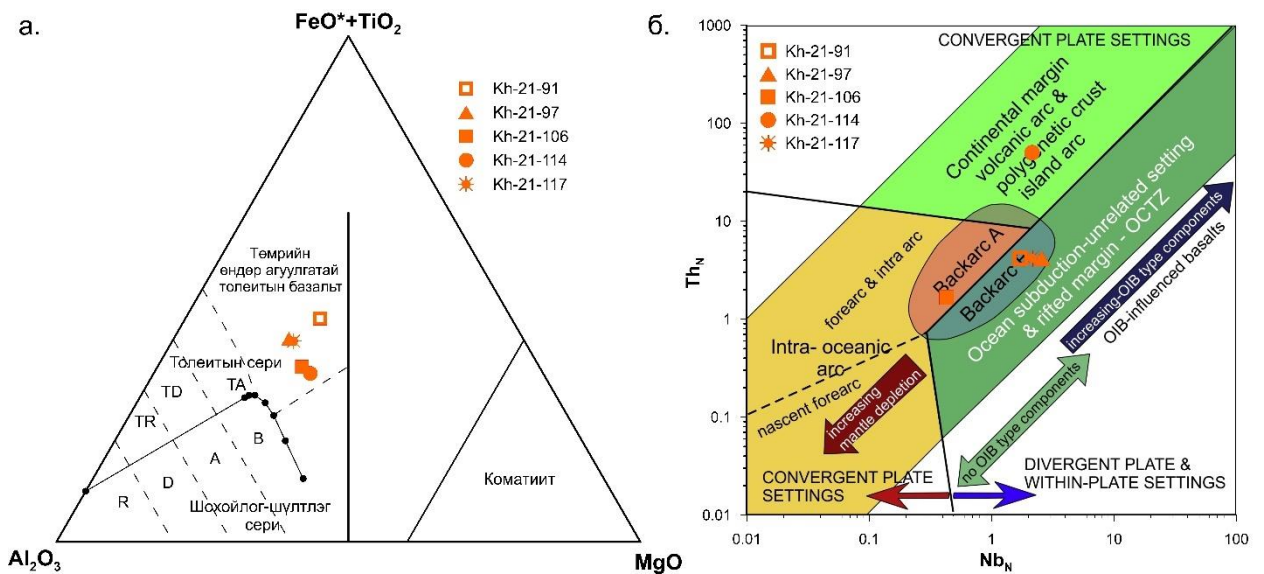 а.
FeO*+TiO₂
Kh-21-91
Kh-21-97
Kh-21-106
Kh-21-114
Kh-21-117
Төмрийн
өндөр агуулгатай
толеитын базальт
Толеитын сери
TA
TD
TR
B
A
D
R
Коматиит
Шохойлог-шүлтлэг
сери
Al₂O₃
MgO
б.
1000
100
10
1
0.1
0.01
Th_N
CONVERGENT PLATE SETTINGS
Kh-21-91
Kh-21-97
Kh-21-106
Kh-21-114
Kh-21-117
Continental margin
volcanic arc &
polygenetic crust
island arc
Backarc A
Backarc
forearc & intra arc
Intra- oceanic
arc
nascent forearc
increasing
mantle depletion
Ocean subduction-unrelated setting
& rifted margin - OCTZ
increasing-OIB type components
OIB-influenced basalts
no OIB type components
CONVERGENT PLATE
SETTINGS
DIVERGENT PLATE &
WITHIN-PLATE SETTINGS
0.01
0.1
1
10
100
Nb_N